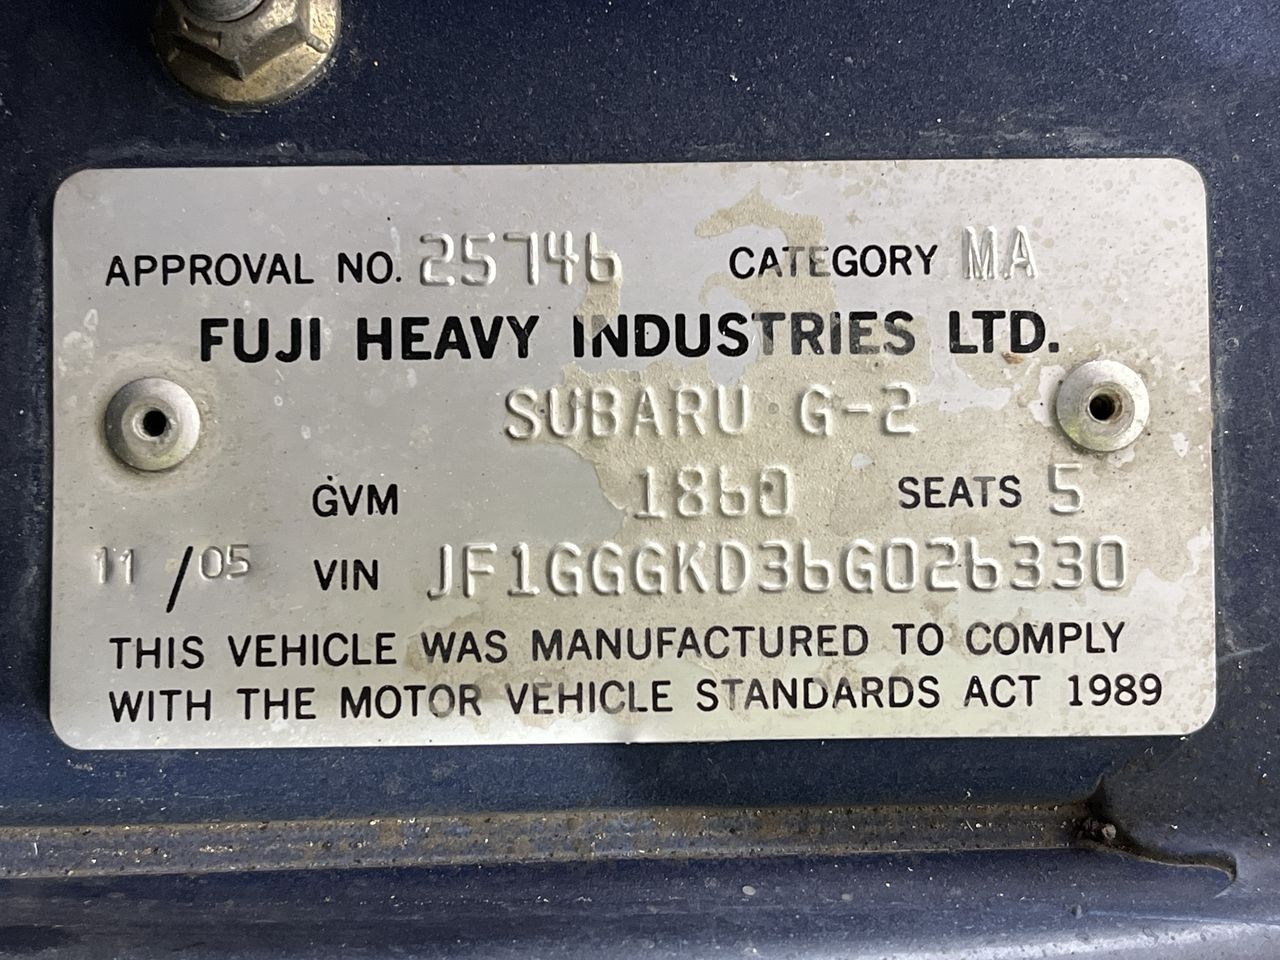 APPROVAL NO. 25746 CATEGORY MA
FUJI HEAVY INDUSTRIES LTD.
SUBARU G-2
GVM 1860 SEATS 5
11 /05 VIN JF1GGGKD36G026330
THIS VEHICLE WAS MANUFACTURED TO COMPLY
WITH THE MOTOR VEHICLE STANDARDS ACT 1989